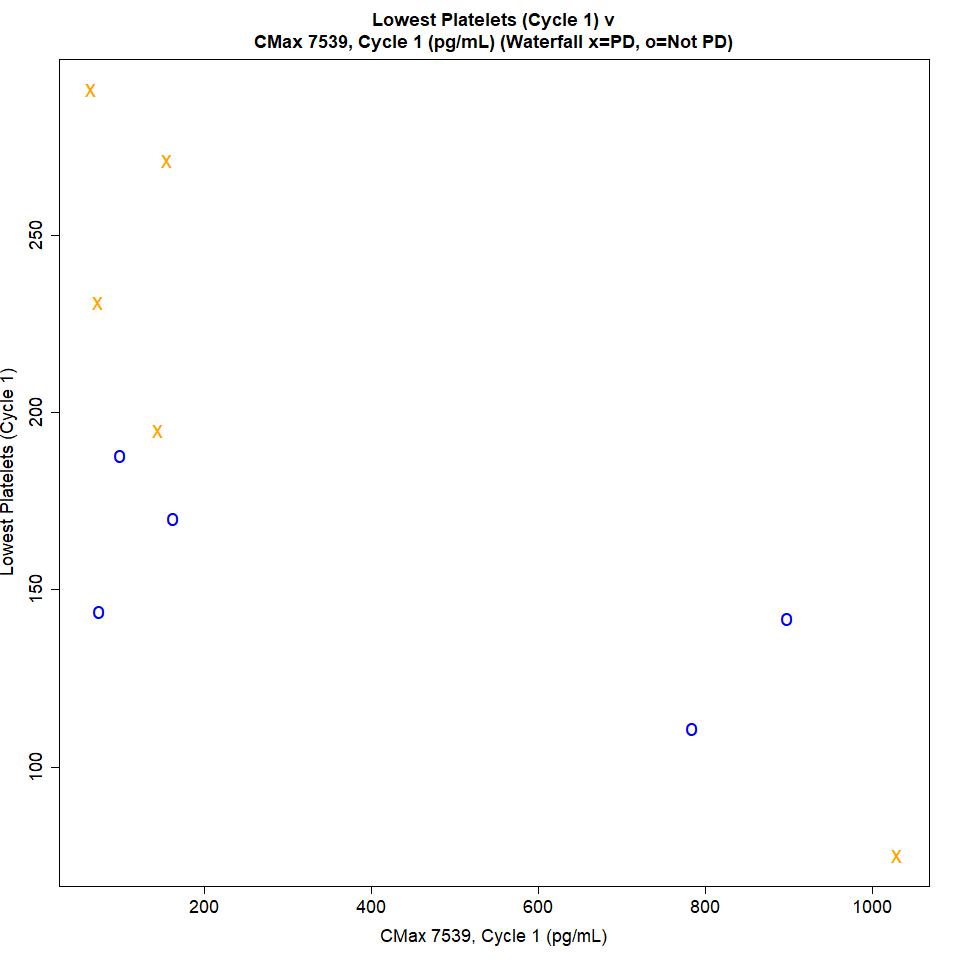 Lowest Platelets (Cycle 1) v
CMax 7539, Cycle 1 (pg/mL) (Waterfall x=PD, o=Not PD)
Lowest Platelets (Cycle 1)
250
200
150
100
X
X
X
X
O
O
O
O
O
X
200 400 600 800 1000
CMax 7539, Cycle 1 (pg/mL)